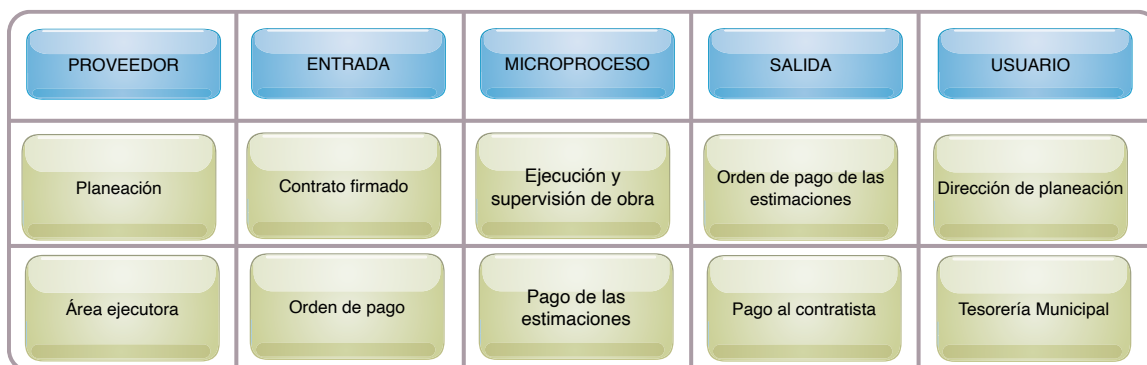 PROVEEDOR
ENTRADA
MICROPROCESO
SALIDA
USUARIO
Planeación
Contrato firmado
Ejecución y
supervisión de obra
Orden de pago de las
estimaciones
Dirección de planeación
Área ejecutora
Orden de pago
Pago de las
estimaciones
Pago al contratista
Tesorería Municipal